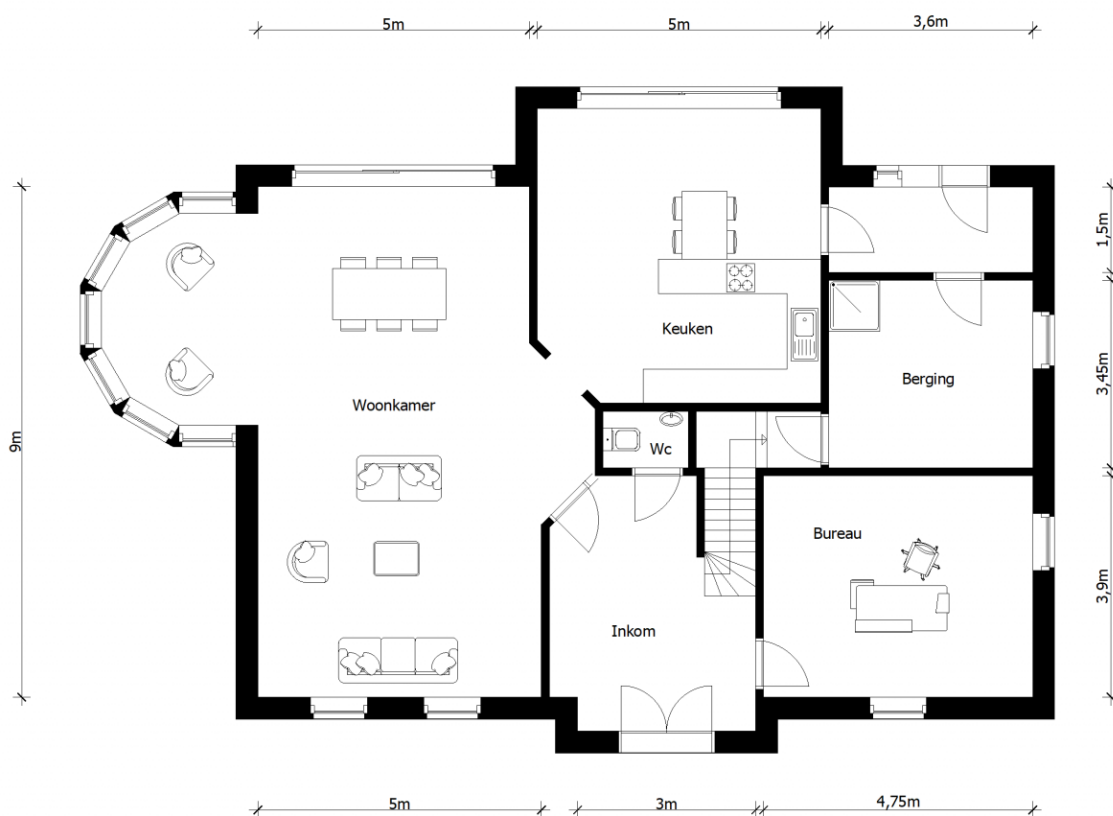 5m
5m
3,6m
1,5m
Keuken
Berging
3,45m
Woonkamer
9m
Wc
Bureau
3,9m
Inkom
5m
3m
4,75m